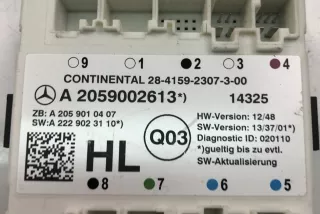 9 1 2 3 4
CONTINENTAL 28-4159-2307-3-00
A 2059002613*) 14325
ZB: A 205 901 04 07
SW:A 222 902 31 10*)
HL
Q03
HW-Version: 12/48
SW-Version: 13/37/01*)
Diagnostic ID: 020110
*)gueltig bis zu evtl.
SW-Aktualisierung
8 7 6 5